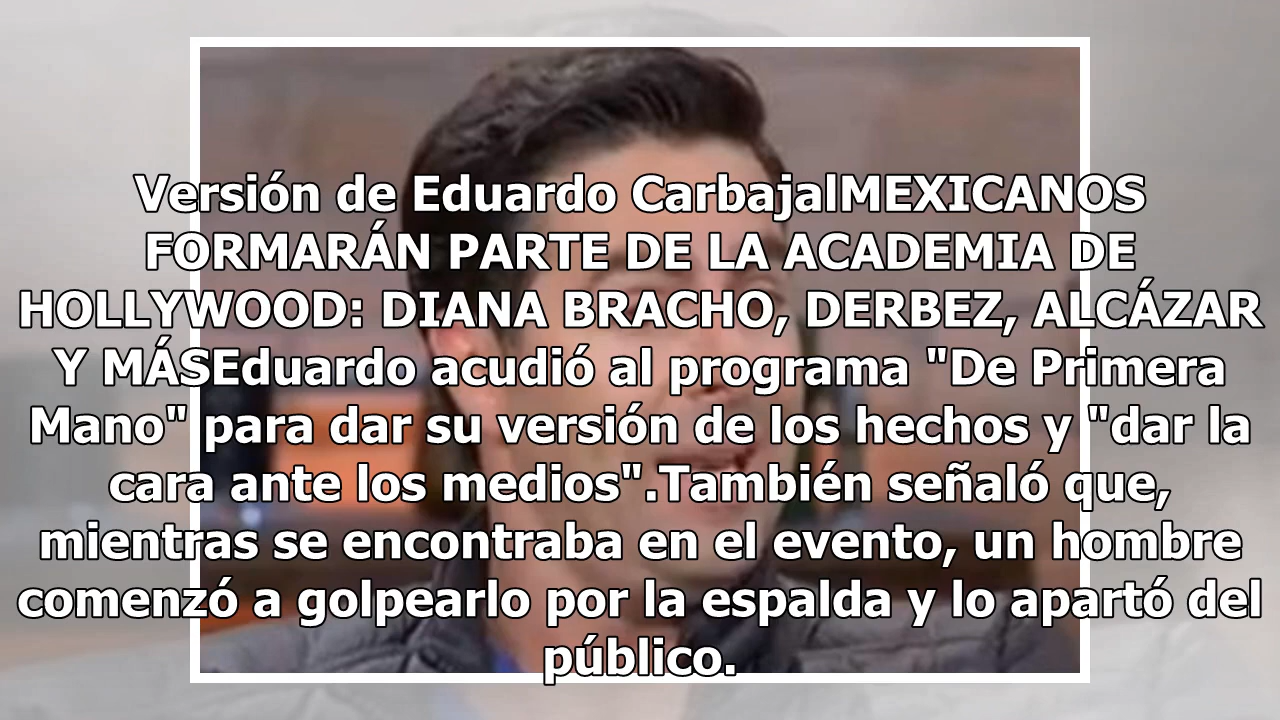 Versión de Eduardo CarbajalMEXICANOS
FORMARÁN PARTE DE LA ACADEMIA DE
HOLLYWOOD: DIANA BRACHO, DERBEZ, ALCÁZAR
Y MÁSEduardo acudió al programa "De Primera
Mano" para dar su versión de los hechos y "dar la
cara ante los medios".También señaló que,
mientras se encontraba en el evento, un hombre
comenzó a golpearlo por la espalda y lo apartó del
público.